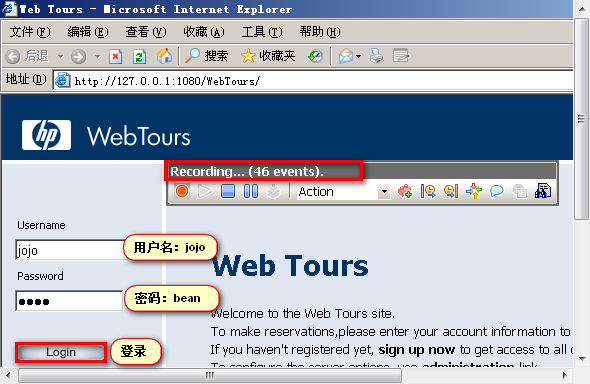 Web Tours - Microsoft Internet Explorer
文件(F) 编辑(E) 查看(V) 收藏(A) 工具(T) 帮助(H)
后退 搜索 收藏夹
地址(D) http://127.0.0.1:1080/WebTours/
hp WebTours
Recording... (46 events).
Action
Username
jojo
用户名：jojo
Web Tours
Password
密码：bean
Welcome to the Web Tours site.
To make reservations,please enter your account information to
If you haven't registered yet, sign up now to get access to all
Login
登录
To configure the server options, use administration link